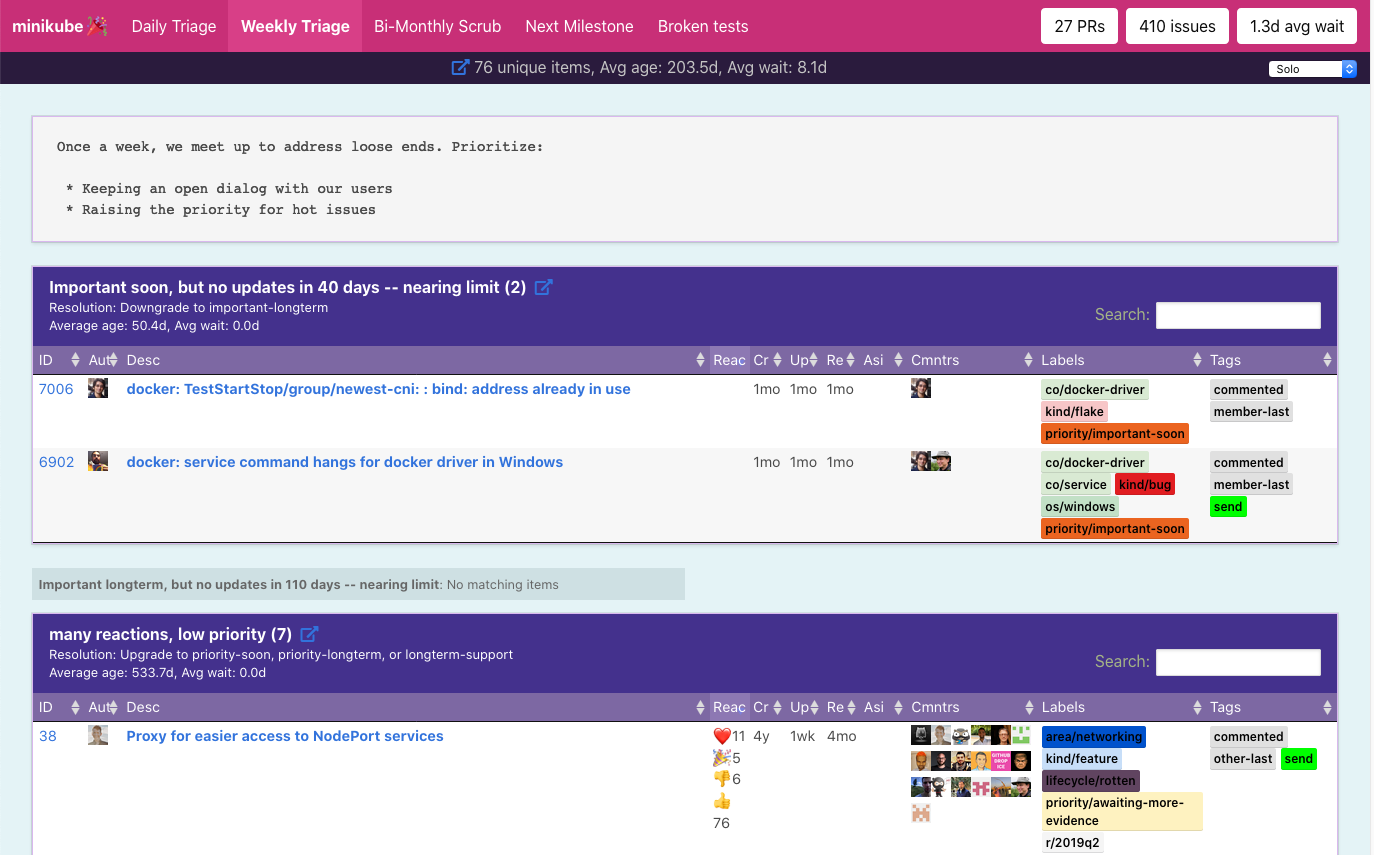 minikube Daily Triage Weekly Triage Bi-Monthly Scrub Next Milestone Broken tests 27 PRs 410 issues 1.3d avg wait
76 unique items, Avg age: 203.5d, Avg wait: 8.1d Solo
Once a week, we meet up to address loose ends. Prioritize:
* Keeping an open dialog with our users
* Raising the priority for hot issues
Important soon, but no updates in 40 days -- nearing limit (2)
Resolution: Downgrade to important-longterm
Search:
Average age: 50.4d, Avg wait: 0.0d
ID Aut Desc Reac Cr Up Re Asi Cmntrs Labels Tags
7006 docker: TestStartStop/group/newest-cni: : bind: address already in use 1mo 1mo 1mo co/docker-driver commented
kind/flake member-last
priority/important-soon
6902 docker: service command hangs for docker driver in Windows 1mo 1mo 1mo co/docker-driver commented
co/service kind/bug member-last
os/windows send
priority/important-soon
Important longterm, but no updates in 110 days -- nearing limit: No matching items
many reactions, low priority (7)
Resolution: Upgrade to priority-soon, priority-longterm, or longterm-support
Search:
Average age: 533.7d, Avg wait: 0.0d
ID Aut Desc Reac Cr Up Re Asi Cmntrs Labels Tags
38 Proxy for easier access to NodePort services ❤️11 4y 1wk 4mo area/networking commented
🎉5 kind/feature other-last send
👎6 lifecycle/rotten
👍 priority/awaiting-more-
76 evidence
r/2019q2